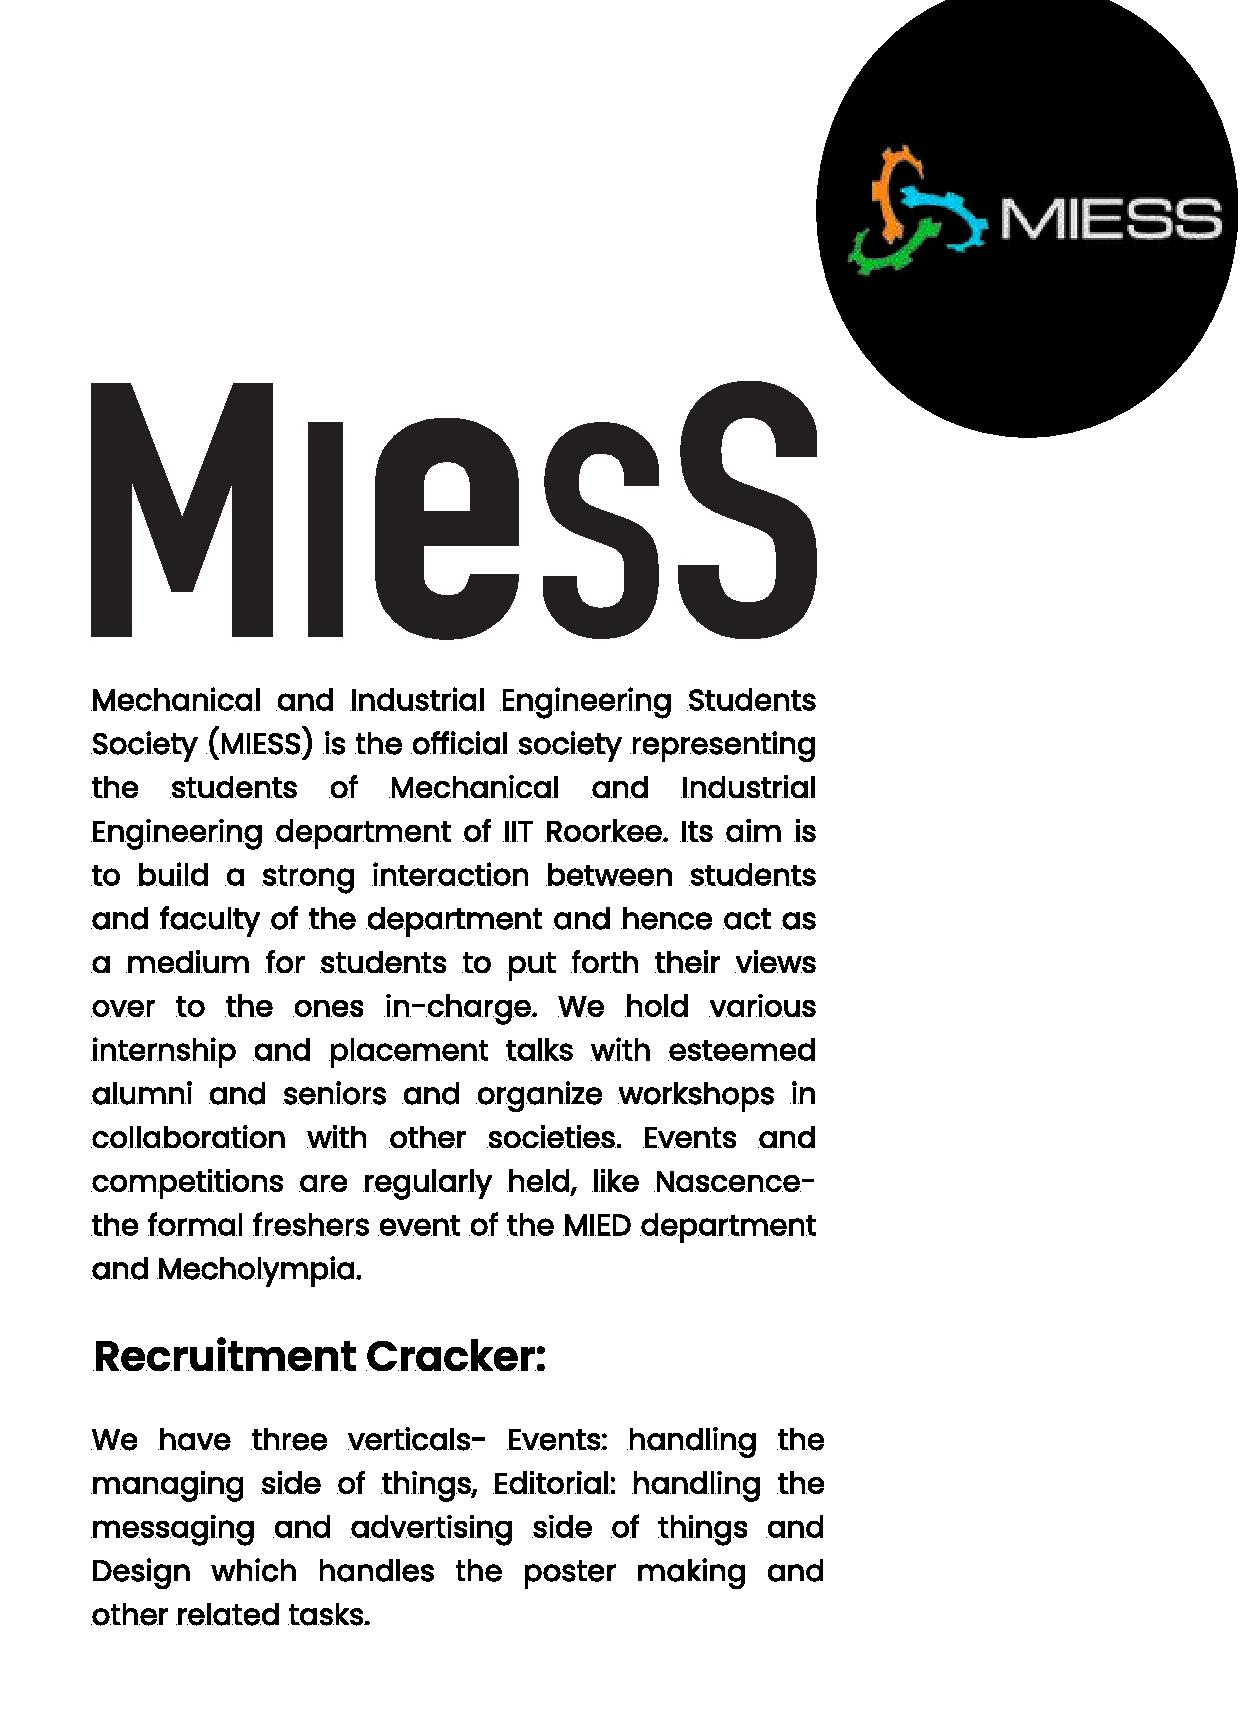 MIESS
MIesS
Mechanical and Industrial Engineering Students
Society (MIESS) is the official society representing
the students of Mechanical and Industrial
Engineering department of IIT Roorkee. Its aim is
to build a strong interaction between students
and faculty of the department and hence act as
a medium for students to put forth their views
over to the ones in-charge. We hold various
internship and placement talks with esteemed
alumni and seniors and organize workshops in
collaboration with other societies. Events and
competitions are regularly held, like Nascence-
the formal freshers event of the MIED department
and Mecholympia.
Recruitment Cracker:
We have three verticals- Events: handling the
managing side of things, Editorial: handling the
messaging and advertising side of things and
Design which handles the poster making and
other related tasks.